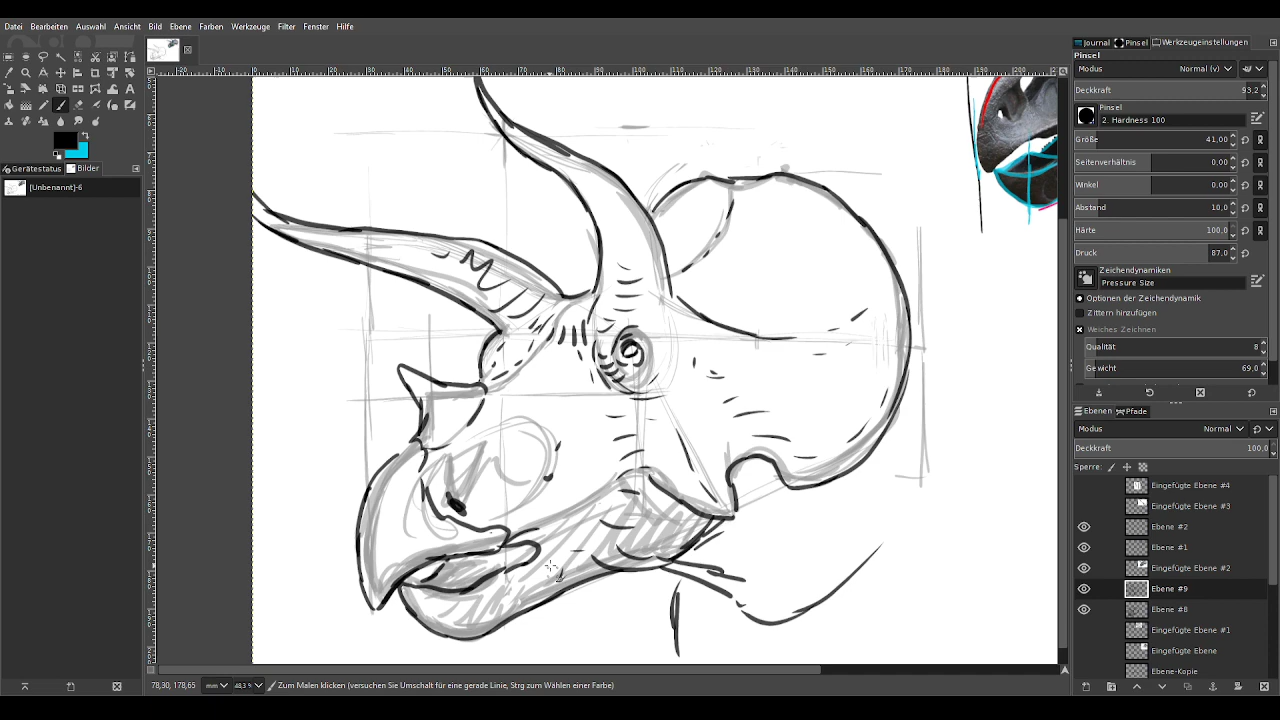 Datei Bearbeiten Auswahl Ansicht Bild Ebene Farben Werkzeuge Filter Fenster Hilfe
Journal Pinsel Werkzeugeinstellungen
Pinsel
Modus Normal (v)
Deckkraft 93,2
Pinsel
2. Hardness 100
Größe 41,00
Seitenverhältnis 0,00
Winkel 0,00
Abstand 10,0
Härte 100,0
Druck 87,0
Zeichendynamiken
Pressure Size
Optionen der Zeichendynamik
Zittern hinzufügen
Weiches Zeichnen
Qualität 8
Gewicht 69,0
Gerätestatus Bilder
[Unbenannt]-6
Ebenen Pfade
Modus Normal
Deckkraft 100,0
Sperre:
Eingefügte Ebene #4
Eingefügte Ebene #3
Ebene #2
Ebene #1
Eingefügte Ebene #2
Ebene #9
Ebene #8
Eingefügte Ebene #1
Eingefügte Ebene
Ebene-Kopie
78,30, 178,65 mm 48,3 % Zum Malen klicken (versuchen Sie Umschalt für eine gerade Linie, Strg zum Wählen einer Farbe)